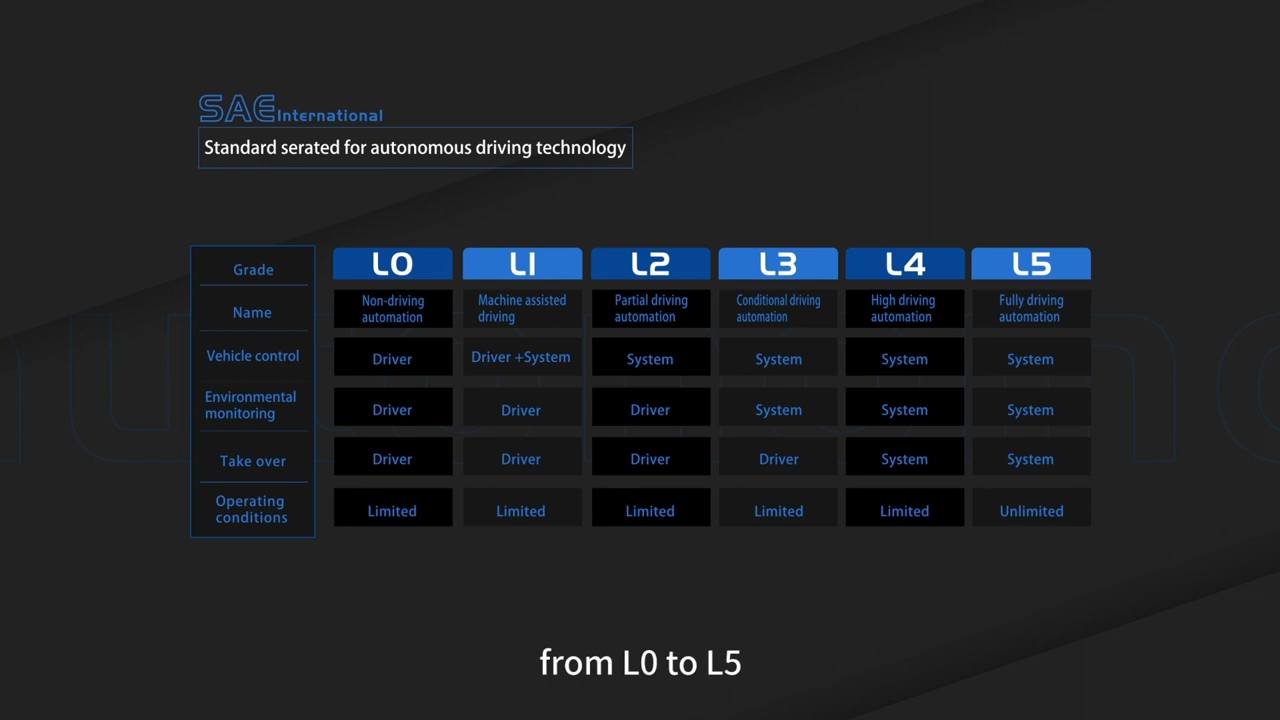 SAE International
Standard serated for autonomous driving technology
Grade L0 L1 L2 L3 L4 L5
Name
Non-driving
automation
Machine assisted
driving
Partial driving
automation
Conditional driving
automation
High driving
automation
Fully driving
automation
Vehicle control Driver Driver +System System System System System
Environmental
monitoring
Driver Driver Driver System System System
Take over Driver Driver Driver Driver System System
Operating
conditions
Limited Limited Limited Limited Limited Unlimited
from L0 to L5